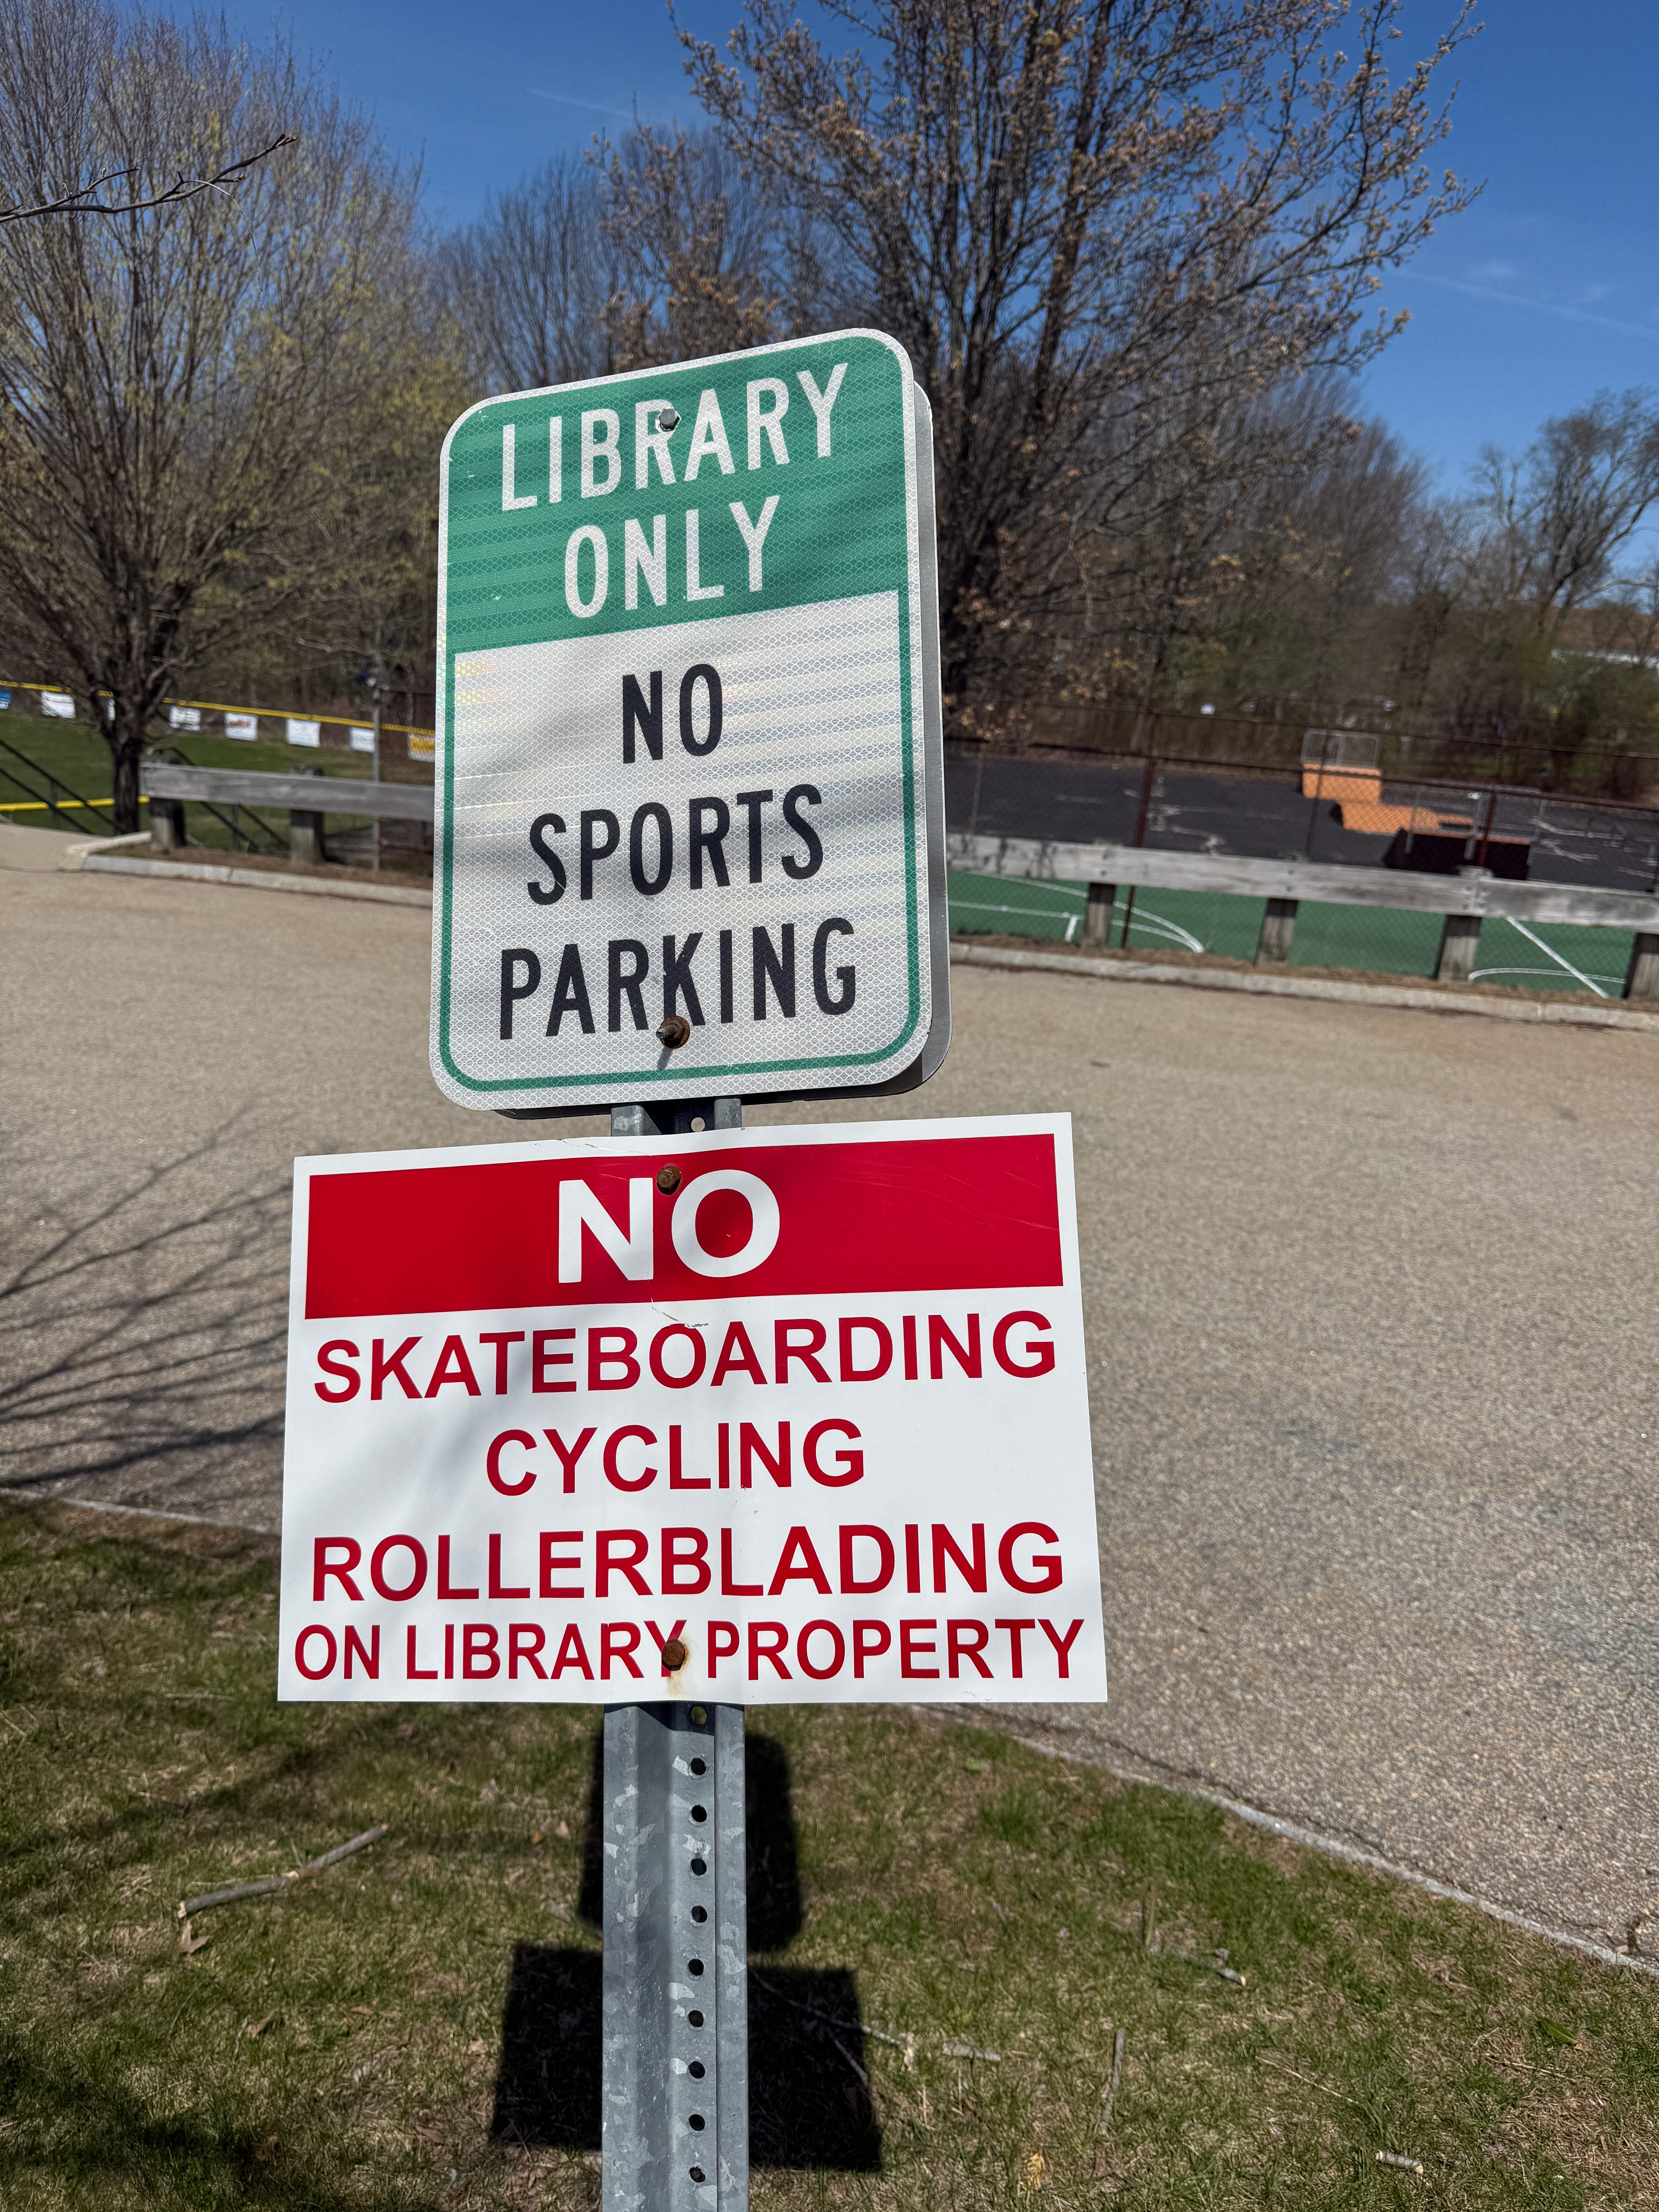 LIBRARY
ONLY
NO
SPORTS
PARKING
NO
SKATEBOARDING
CYCLING
ROLLERBLADING
ON LIBRARY PROPERTY